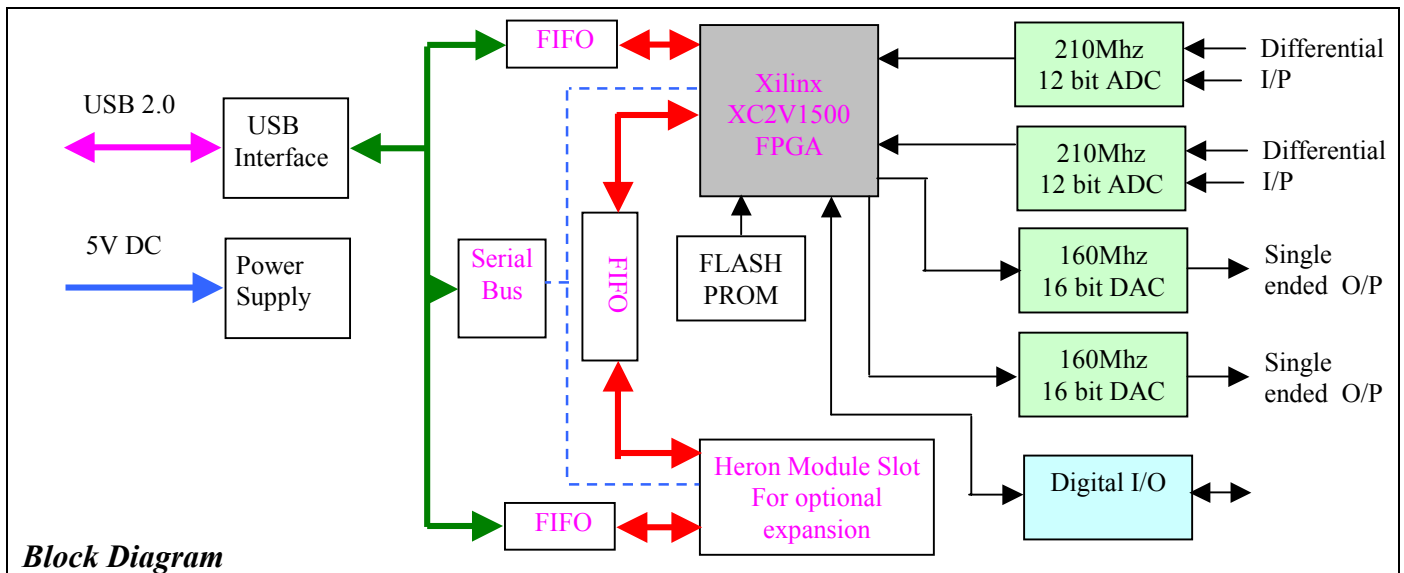 FIFO
USB 2.0
USB
Interface
5V DC
Power
Supply
Serial
Bus
FIFO
FIFO
Xilinx
XC2V1500
FPGA
FLASH
PROM
Heron Module Slot
For optional
expansion
210Mhz
12 bit ADC
Differential
I/P
210Mhz
12 bit ADC
Differential
I/P
160Mhz
16 bit DAC
Single
ended O/P
160Mhz
16 bit DAC
Single
ended O/P
Digital I/O
Block Diagram